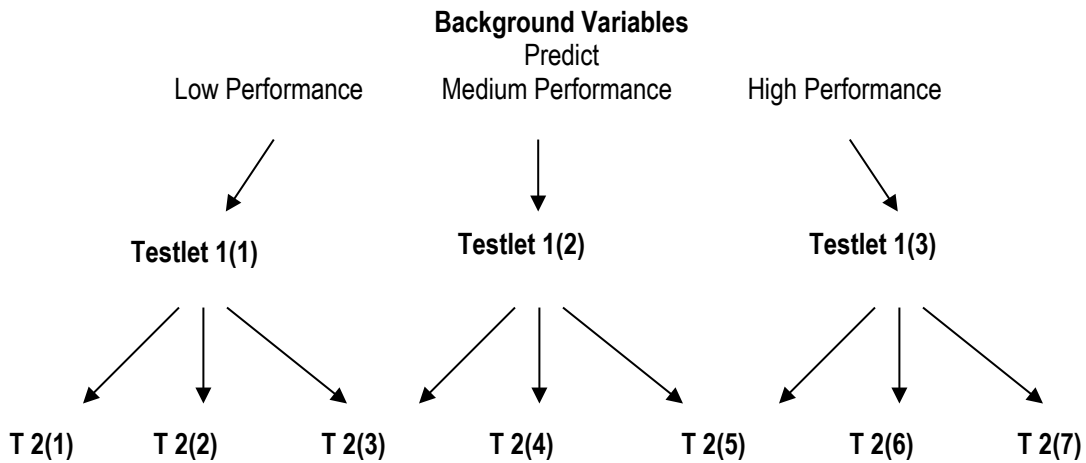 Background Variables
Predict
Low Performance Medium Performance High Performance
Testlet 1(1) Testlet 1(2) Testlet 1(3)
T 2(1) T 2(2) T 2(3) T 2(4) T 2(5) T 2(6) T 2(7)